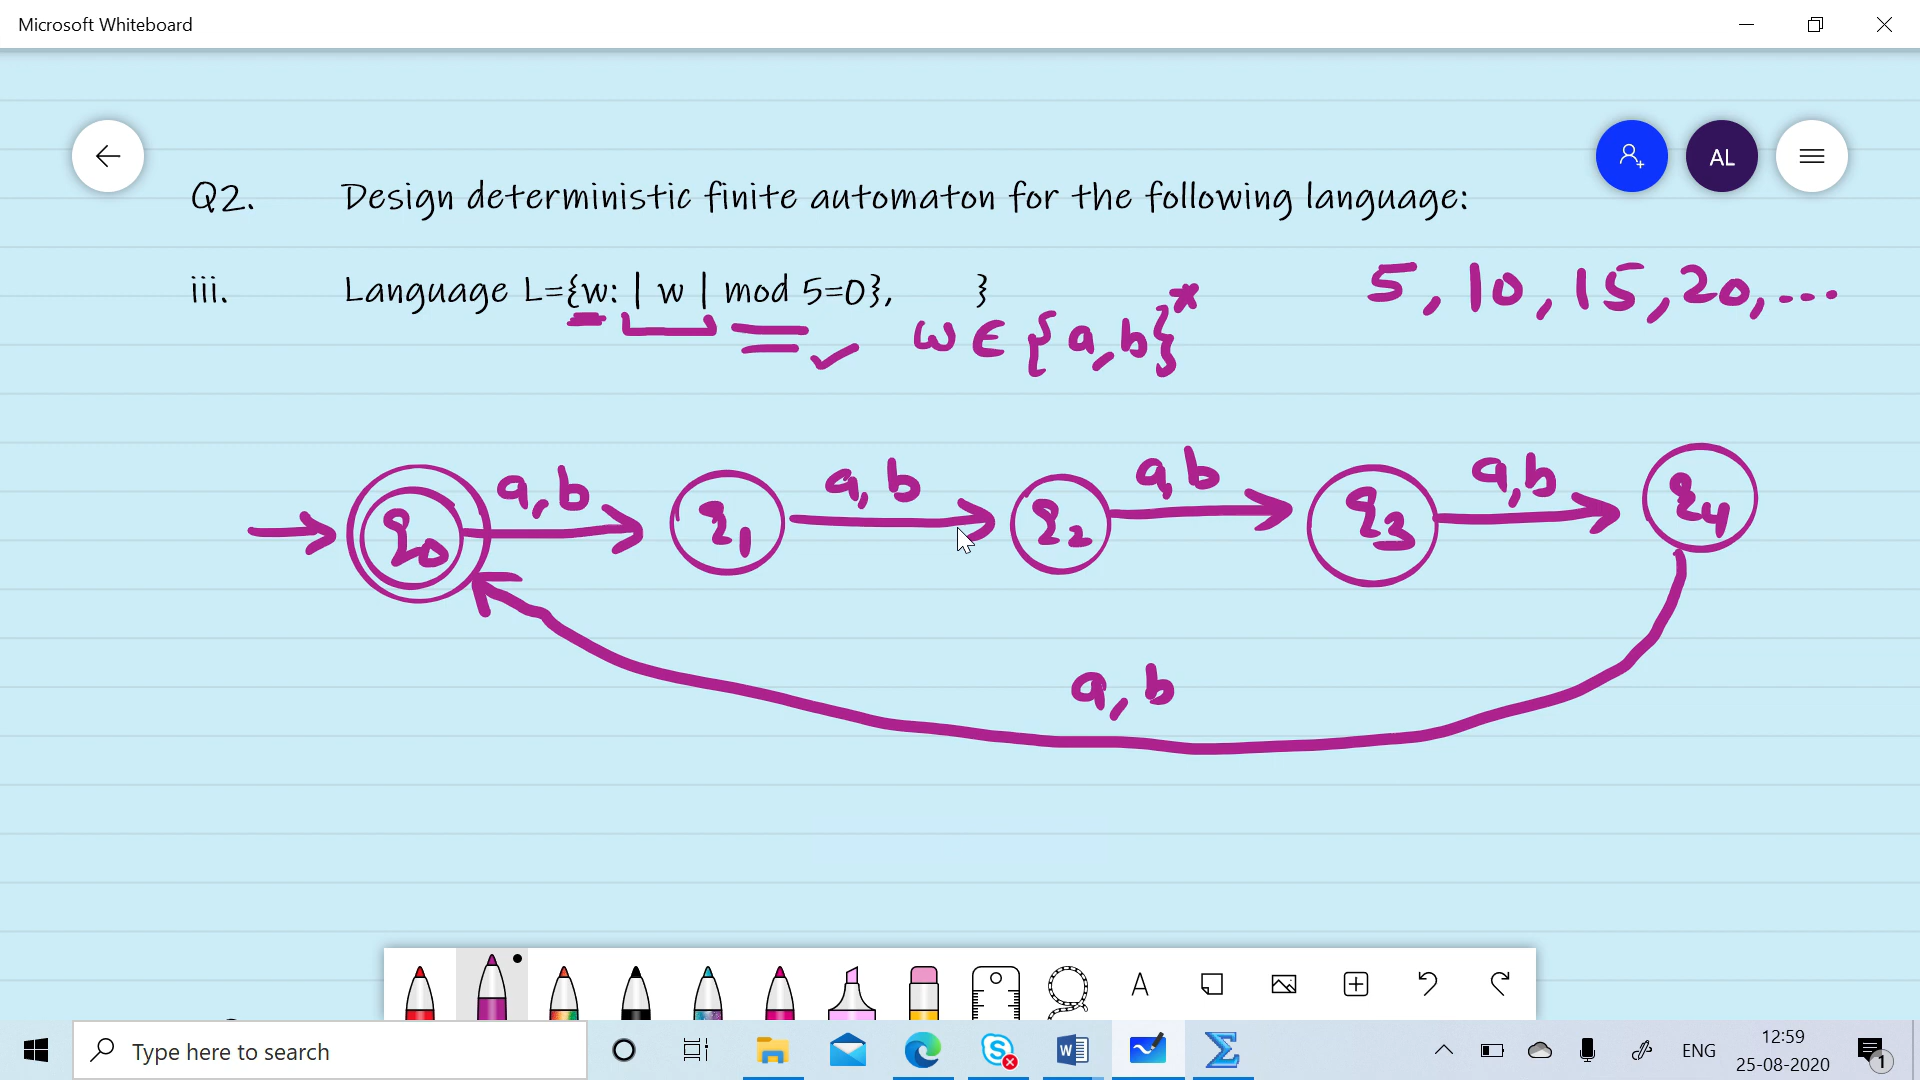 Microsoft Whiteboard
AL
Q2. Design deterministic finite automaton for the following language:
iii. Language L={w: | w | mod 5=0}, }
5, 10, 15, 20, ...
w ∈ {a, b}*
a, b a, b a, b a, b
q0 q1 q2 q3 q4
a, b
A
Type here to search
ENG
12:59
25-08-2020
1